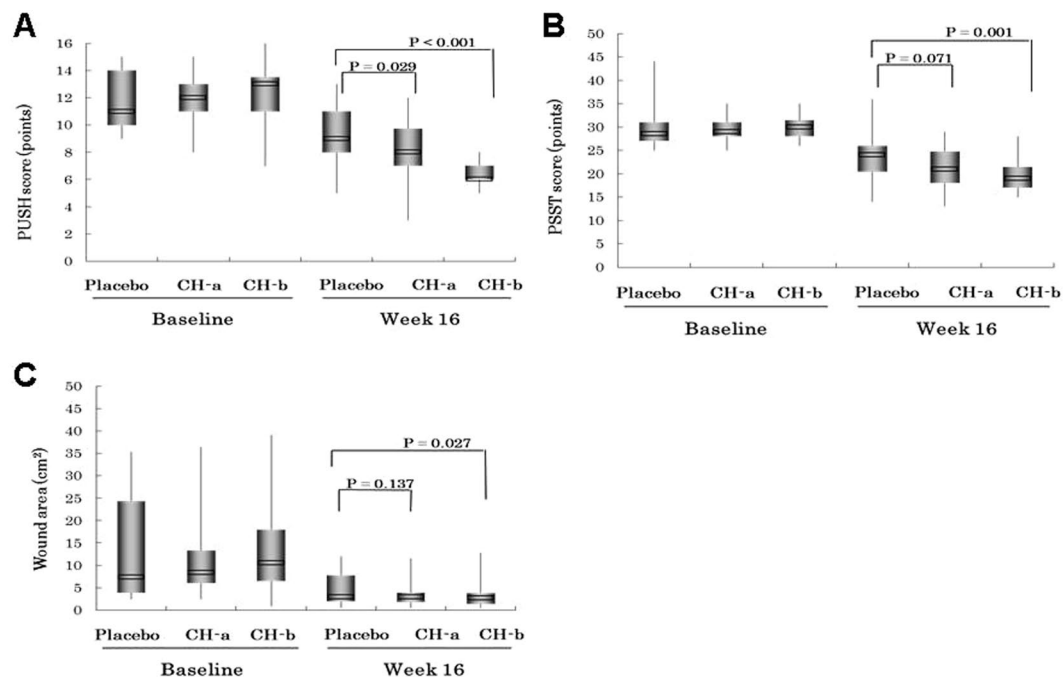 A
PUSH score (points)
16
14
12
10
8
6
4
2
0
P < 0.001
P = 0.029
Placebo CH-a CH-b Placebo CH-a CH-b
Baseline Week 16
B
PSST score (points)
50
45
40
35
30
25
20
15
10
5
0
P = 0.001
P = 0.071
Placebo CH-a CH-b Placebo CH-a CH-b
Baseline Week 16
C
Wound area (cm²)
50
45
40
35
30
25
20
15
10
5
0
P = 0.027
P = 0.137
Placebo CH-a CH-b Placebo CH-a CH-b
Baseline Week 16